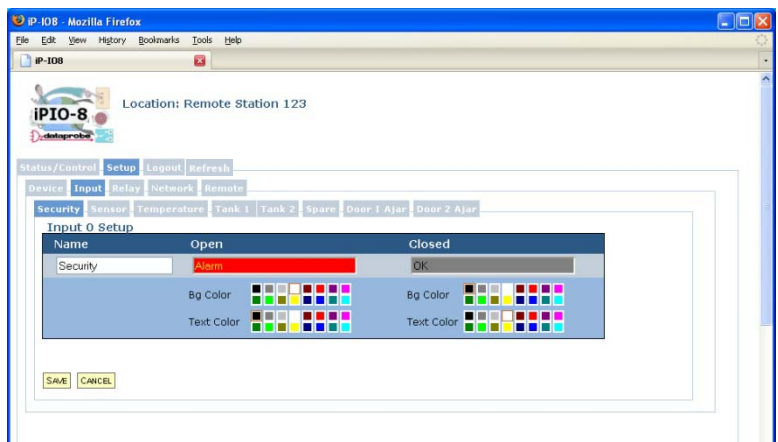 iP-IO8 - Mozilla Firefox
File Edit View History Bookmarks Tools Help
iP-IO8
iPIO-8
dataprobe
Location: Remote Station 123
Status/Control Setup Logout Refresh
Device Input Relay Network Remote
Security Sensor Temperature Tank 1 Tank 2 Spare Door 1 Ajar Door 2 Ajar
Input 0 Setup
Name Open Closed
Security Alarm OK
Bg Color Bg Color
Text Color Text Color
SAVE CANCEL